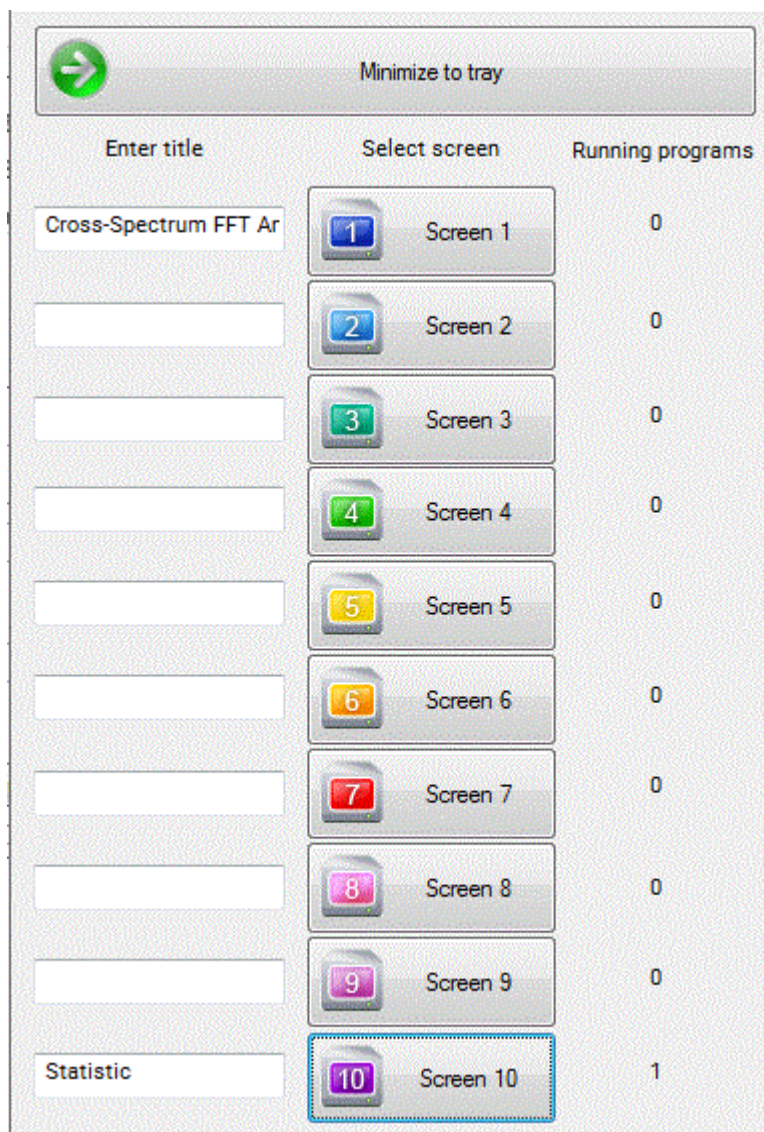 Minimize to tray
Enter title Select screen Running programs
Cross-Spectrum FFT Ar 1 Screen 1 0
2 Screen 2 0
3 Screen 3 0
4 Screen 4 0
5 Screen 5 0
6 Screen 6 0
7 Screen 7 0
8 Screen 8 0
9 Screen 9 0
Statistic 10 Screen 10 1